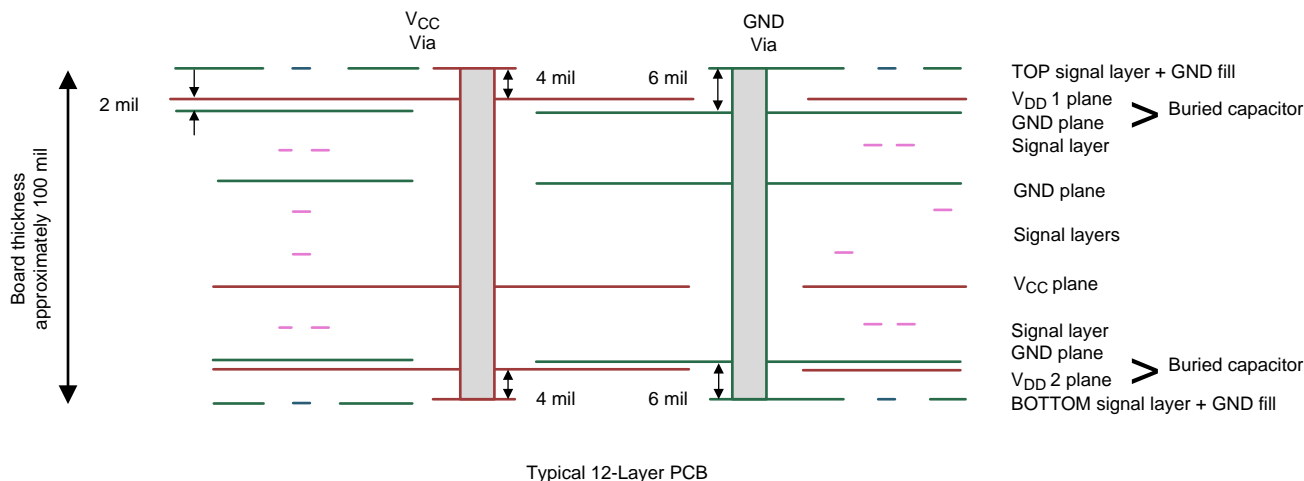 VCC
Via
GND
Via
4 mil
6 mil
2 mil
Board thickness
approximately 100 mil
TOP signal layer + GND fill
VDD 1 plane
GND plane
Buried capacitor
Signal layer
GND plane
Signal layers
VCC plane
Signal layer
GND plane
VDD 2 plane
Buried capacitor
BOTTOM signal layer + GND fill
4 mil
6 mil
Typical 12-Layer PCB